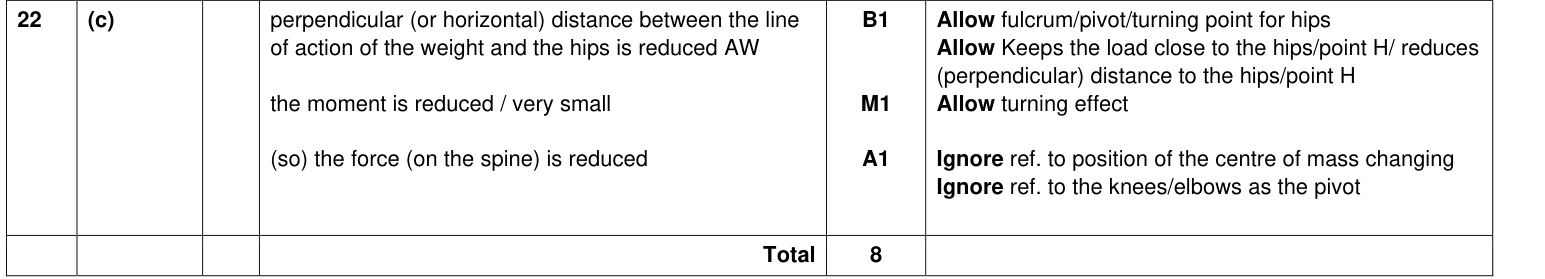 22 (c) perpendicular (or horizontal) distance between the line B1 Allow fulcrum/pivot/turning point for hips
of action of the weight and the hips is reduced AW Allow Keeps the load close to the hips/point H/ reduces
(perpendicular) distance to the hips/point H
the moment is reduced / very small M1 Allow turning effect
(so) the force (on the spine) is reduced A1 Ignore ref. to position of the centre of mass changing
Ignore ref. to the knees/elbows as the pivot
Total 8